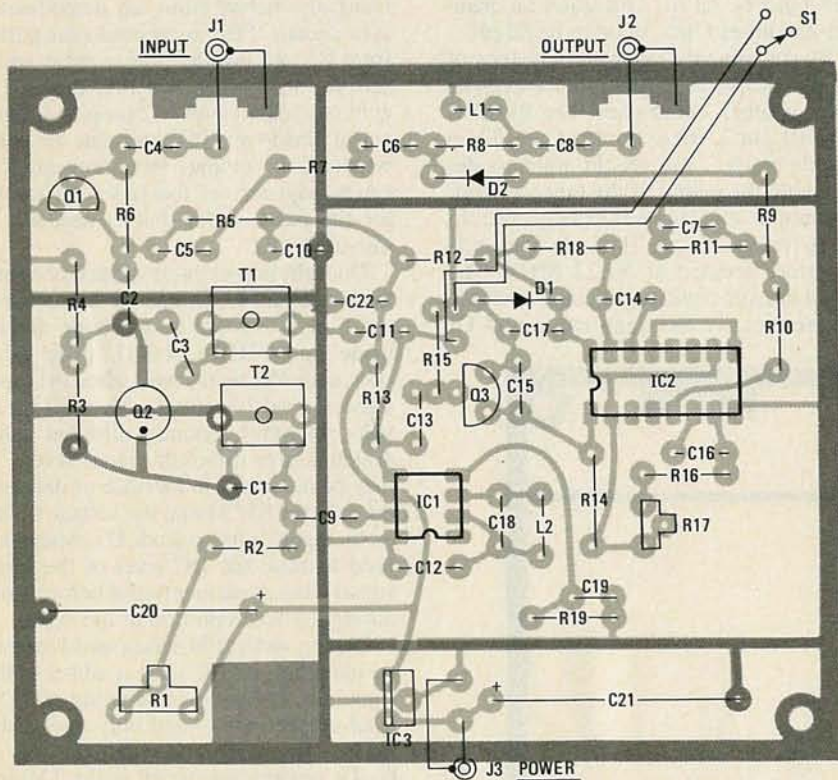 J1 J2 S1
INPUT OUTPUT
L1
C4 C6 R8 C8
R7
D2
Q1
R6 R5 R9
C7
C5 C10 R12 R18 R11
T1
R4 C2 C22 D1 C14 R10
C3 C11 C17
R15
T2 IC2
R3 Q2 R13 Q3 C15
C13
C16
R16
C1 IC1 R14
C9 C18 L2 R17
R2
C12
C19
+
C20 R19
+
R1 C21
IC3
J3 POWER